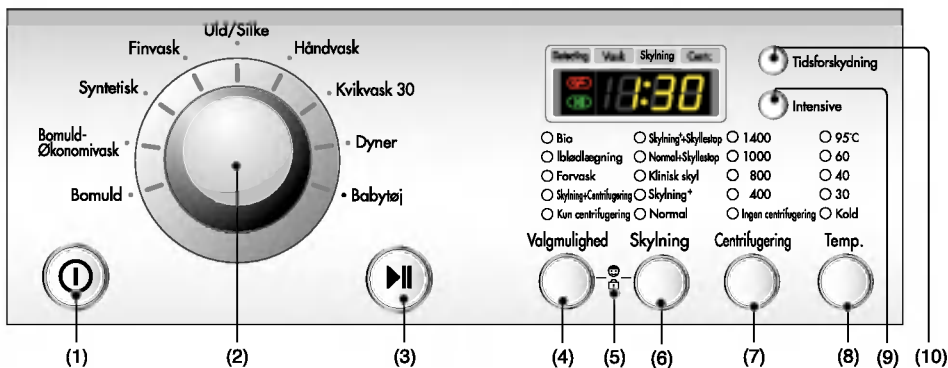 Uld/Silke
Finvask
Håndvask
Syntetisk
Kvikvask 30
Bomuld-
Økonomivask
Dyner
Bomuld
Babytøj
Vask Skylning Centr.
1:30
Tidsforskydning
Intensive
Bio
Skylning++Skyllestop
1400
95°C
Iblødlægning
Normal+Skyllestop
1000
60
Forvask
Klinisk skyl
800
40
Skylning+Centrifugering
Skylning+
400
30
Kun centrifugering
Normal
Ingen centrifugering
Kold
Valgmulighed
Skylning
Centrifugering
Temp.
(1)
(2)
(3)
(4)
(5)
(6)
(7)
(8)
(9)
(10)